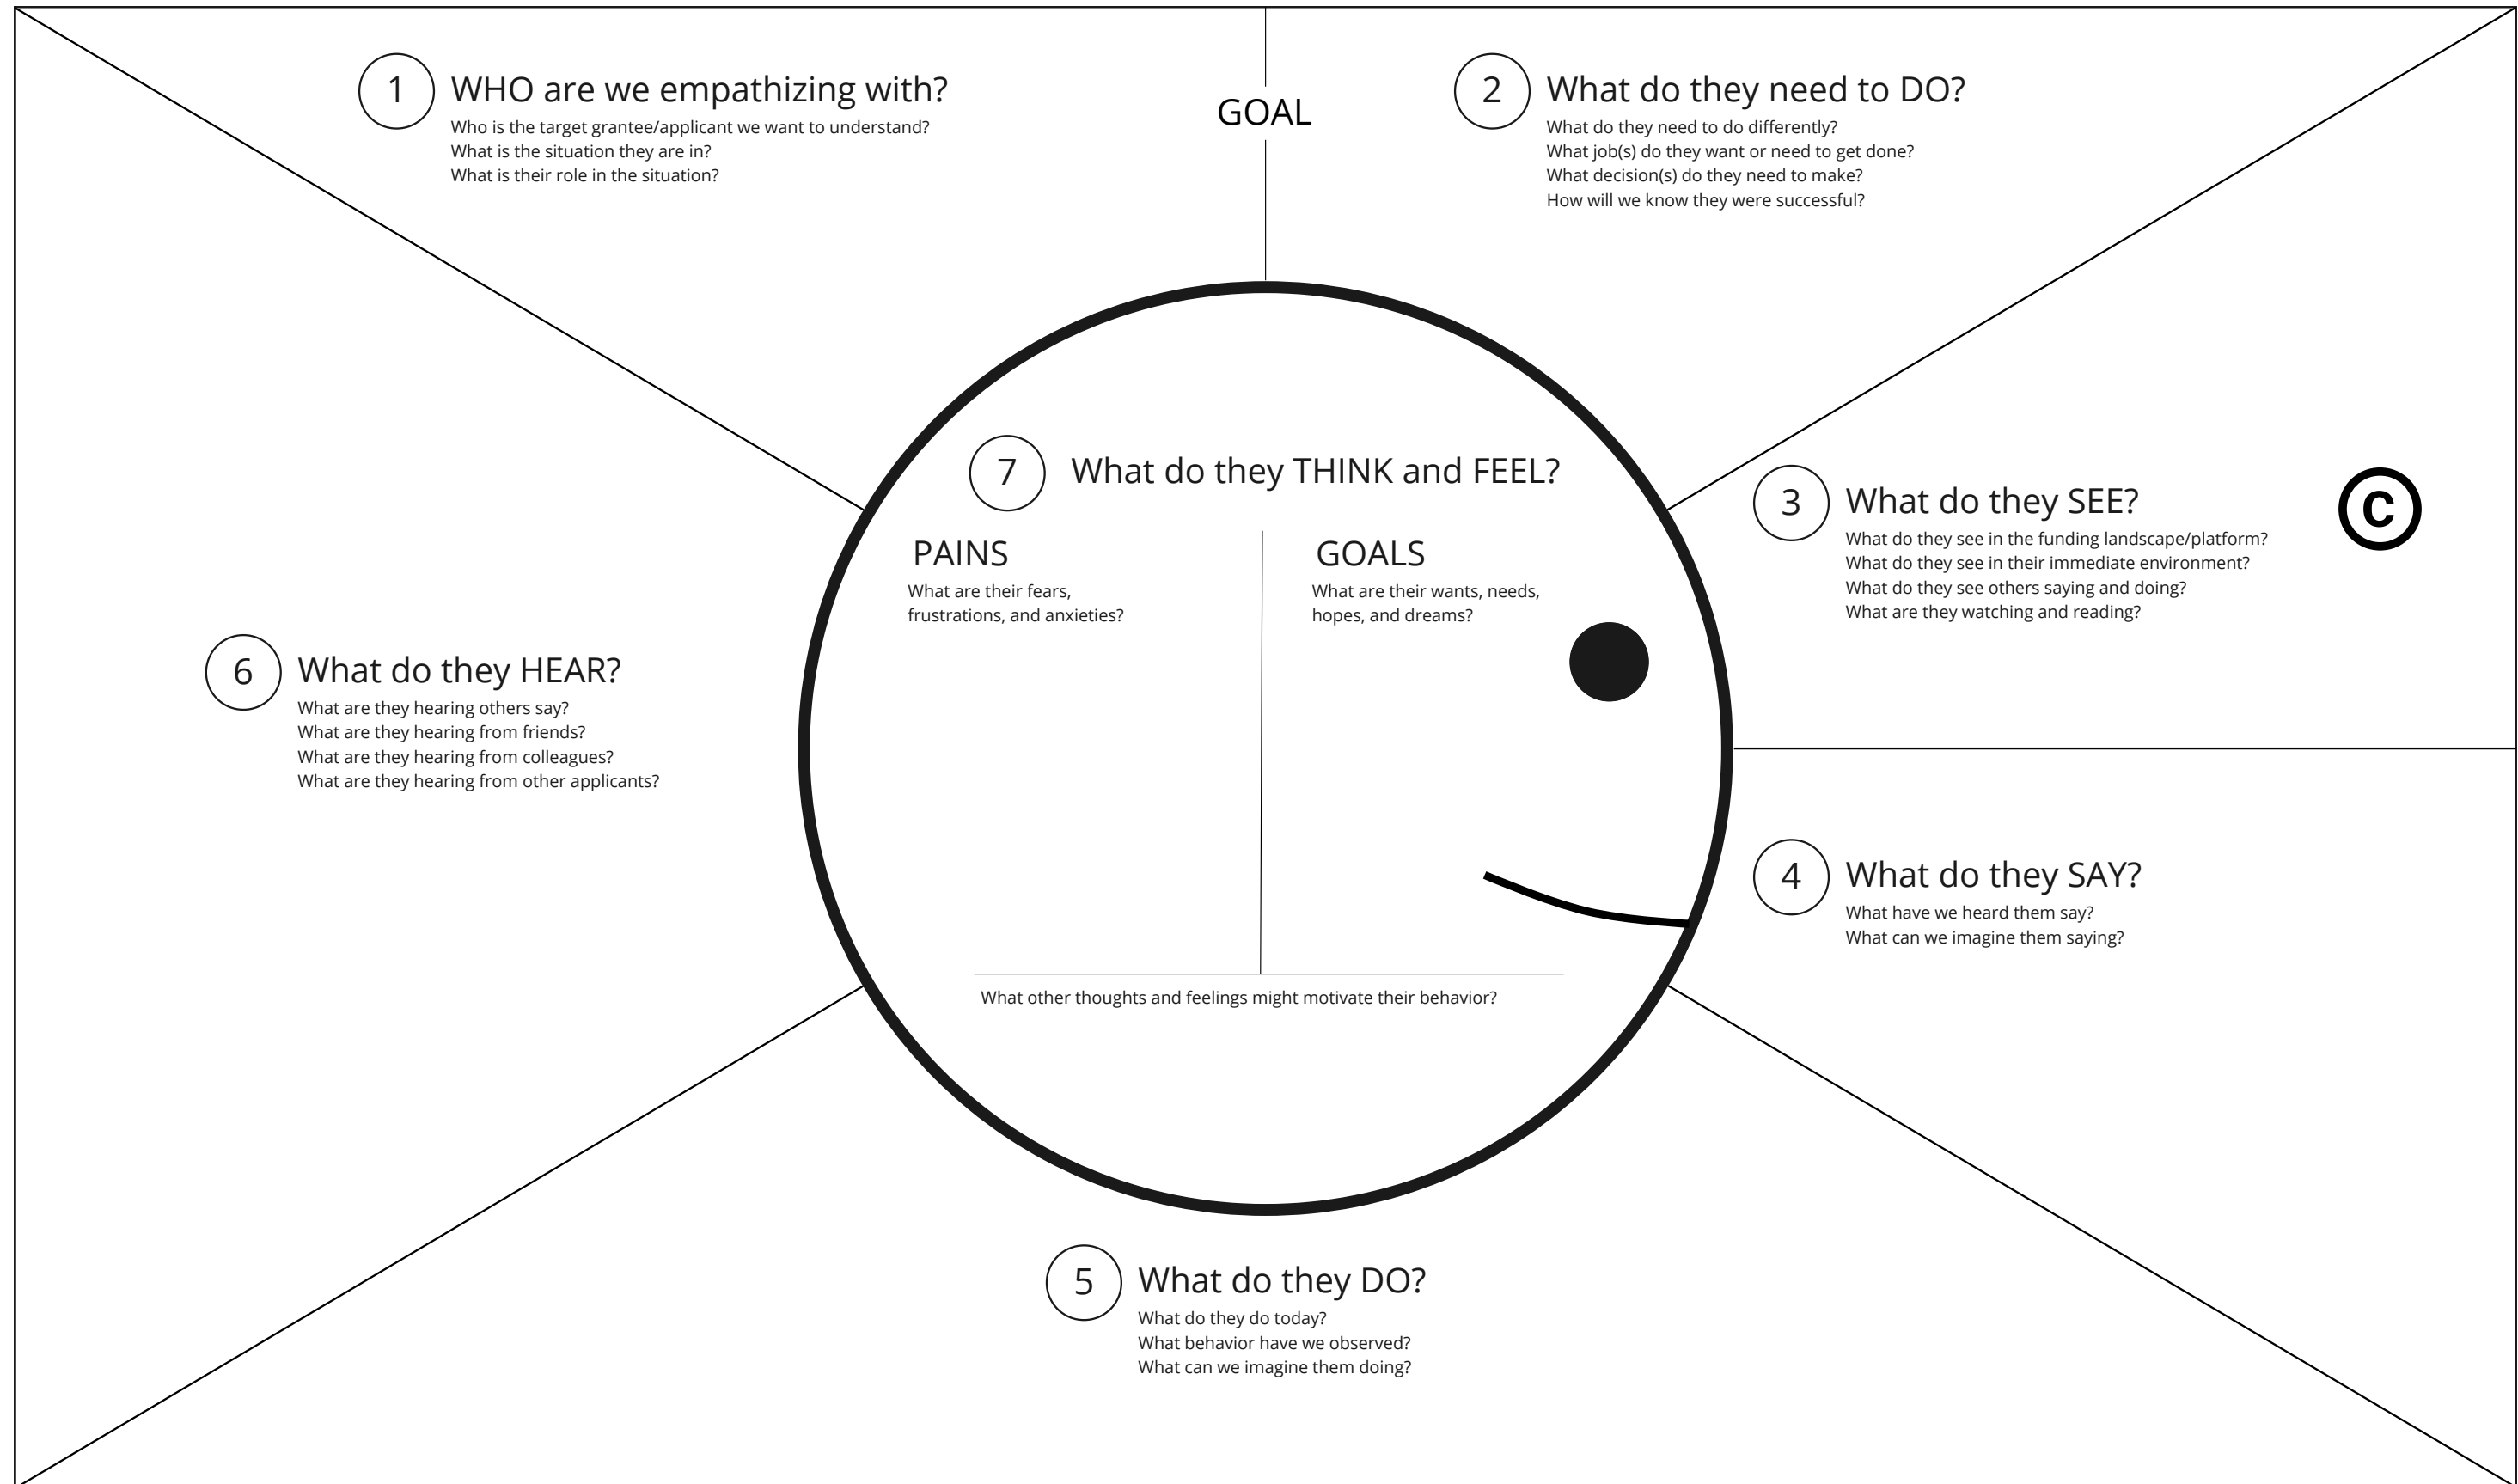 1
WHO are we empathizing with?
Who is the target grantee/applicant we want to understand?
What is the situation they are in?
What is their role in the situation?
GOAL
2
What do they need to DO?
What do they need to do differently?
What job(s) do they want or need to get done?
What decision(s) do they need to make?
How will we know they were successful?
3
What do they SEE?
What do they see in the funding landscape/platform?
What do they see in their immediate environment?
What do they see others saying and doing?
What are they watching and reading?
©
4
What do they SAY?
What have we heard them say?
What can we imagine them saying?
5
What do they DO?
What do they do today?
What behavior have we observed?
What can we imagine them doing?
6
What do they HEAR?
What are they hearing others say?
What are they hearing from friends?
What are they hearing from colleagues?
What are they hearing from other applicants?
7
What do they THINK and FEEL?
PAINS
What are their fears,
frustrations, and anxieties?
GOALS
What are their wants, needs,
hopes, and dreams?
What other thoughts and feelings might motivate their behavior?